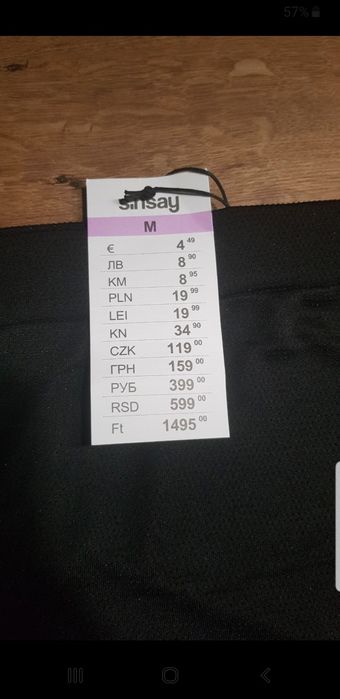 57%
sinsay
M
€ 4 49
ЛВ 8 90
KM 8 95
PLN 19 99
LEI 19 99
KN 34 90
CZK 119 00
ГРН 159 00
РУБ 399 00
RSD 599 00
Ft 1495 00